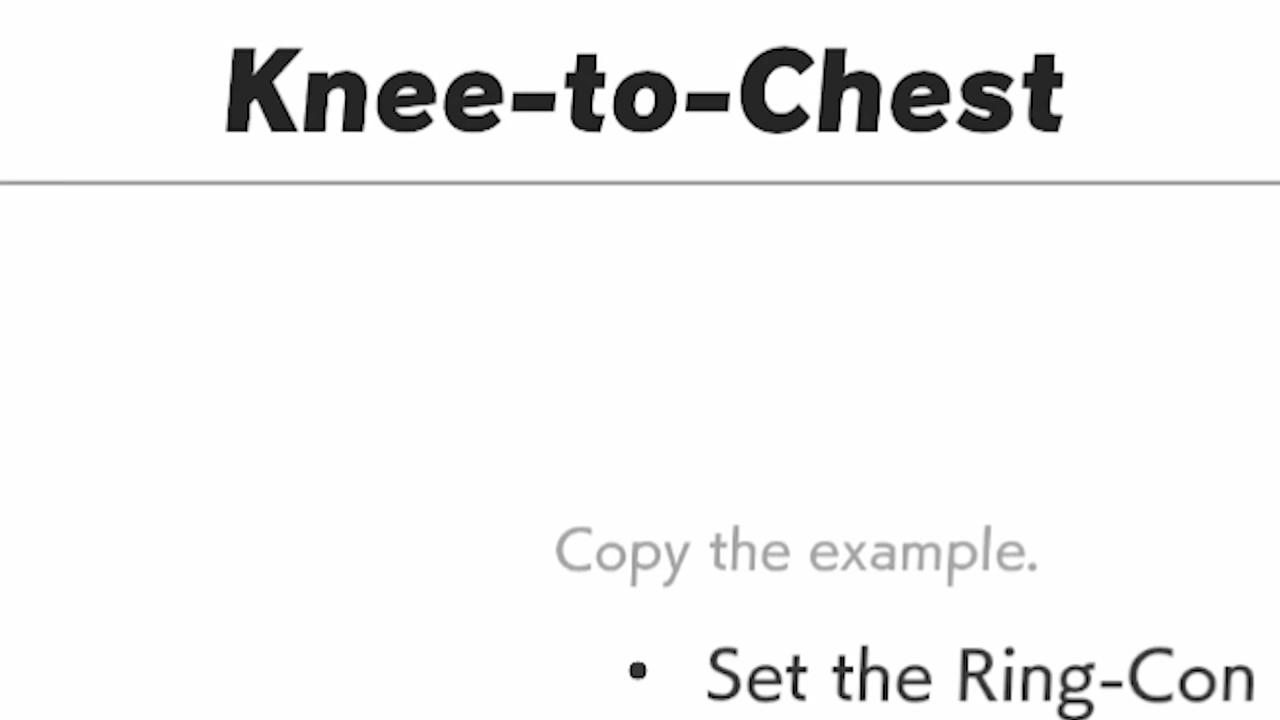 Knee-to-Chest
Copy the example.
• Set the Ring-Con